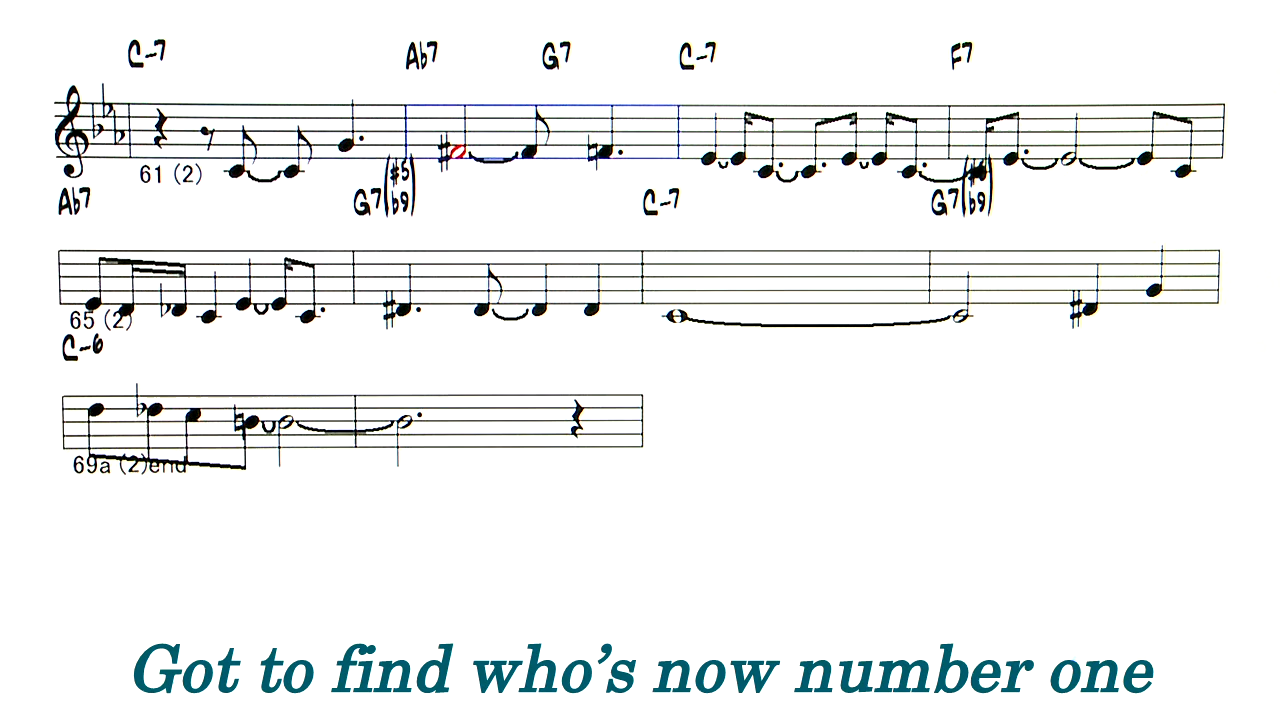 C-7 Ab7 G7 C-7 F7
61 (2)
Ab7 G7(#5 b9) C-7 G7(#5 b9)
65 (2)
C-6
69a (2)end
Got to find who's now number one